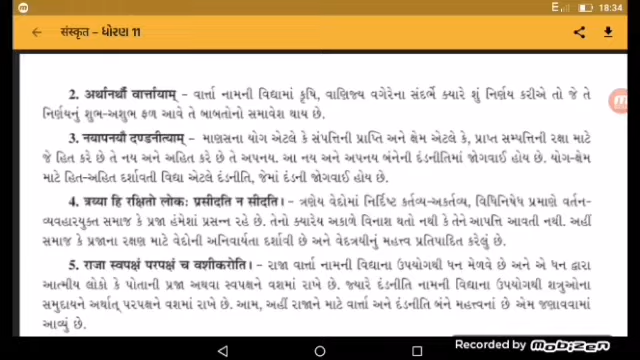 18:34
સંસ્કૃત – ધોરણ 11
2. अर्थानर्थौ वार्त्तायाम् – વાર્ત્તા નામની વિદ્યામાં કૃષિ, વાણિજ્ય વગેરેના સંદર્ભે ક્યારે શું નિર્ણય કરીએ તો જે તે
નિર્ણયનું શુભ-અશુભ ફળ આવે તે બાબતોનો સમાવેશ થાય છે.
3. नयापनयौ दण्डनीत्याम् – માણસના યોગ એટલે કે સંપત્તિની પ્રાપ્તિ અને ક્ષેમ એટલે કે, પ્રાપ્ત સમ્પત્તિની રક્ષા માટે
જે હિત કરે છે તે નય અને અહિત કરે છે તે અપનય. આ નય અને અપનય બંનેની દંડનીતિમાં જોગવાઈ હોય છે. યોગ-ક્ષેમ
માટે હિત-અહિત દર્શાવતી વિદ્યા એટલે દંડનીતિ, જેમાં દંડની જોગવાઈ હોય છે.
4. त्रय्या हि रक्षितो लोकः प्रसीदति न सीदति – ત્રણેય વેદોમાં નિર્દિષ્ટ કર્તવ્ય-અકર્તવ્ય, વિધિનિષેધ પ્રમાણે વર્તન-
વ્યવહારયુક્ત સમાજ કે પ્રજા હંમેશાં પ્રસન્ન રહે છે. તેનો ક્યારેય અકાળે વિનાશ થતો નથી કે તેને આપત્તિ આવતી નથી. અહીં
સમાજ કે પ્રજાના રક્ષણ માટે વેદોની અનિવાર્યતા દર્શાવી છે અને વેદત્રયીનું મહત્ત્વ પ્રતિપાદિત કરેલું છે.
5. राजा स्वपक्षं परपक्षं च वशीकरोति – રાજા વાર્ત્તા નામની વિદ્યાના ઉપયોગથી ધન મેળવે છે અને એ ધન દ્વારા
આત્મીય લોકો કે પોતાની પ્રજા અથવા સ્વપક્ષને વશમાં રાખે છે. જ્યારે દંડનીતિ નામની વિદ્યાના ઉપયોગથી શત્રુઓના
સમુદાયને અર્થાત્ પરપક્ષને વશમાં રાખે છે. આમ, અહીં રાજાને માટે વાર્ત્તા અને દંડનીતિ બંને મહત્ત્વનાં છે એમ જણાવવામાં
આવ્યું છે.
Recorded by MOBIZEN